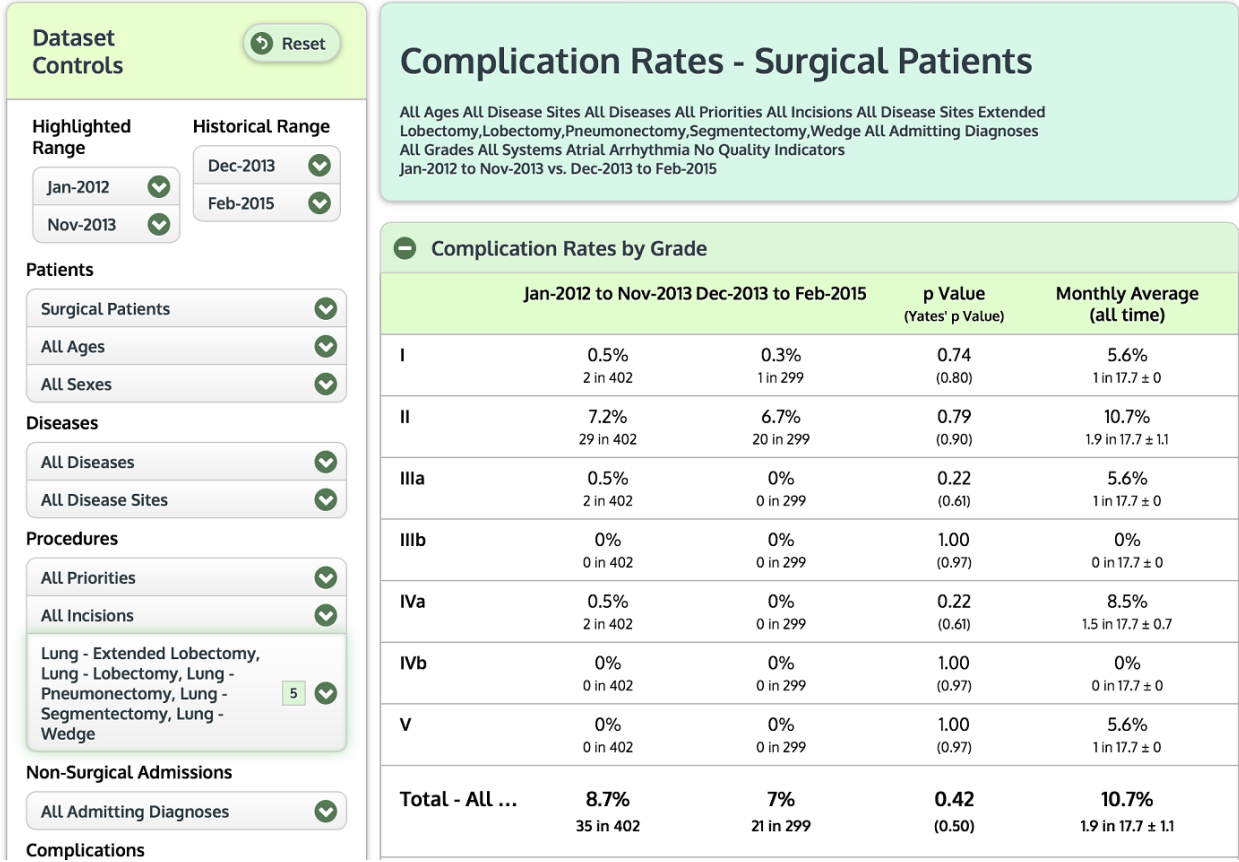 Dataset
Controls
Reset
Highlighted
Range
Historical Range
Jan-2012
Nov-2013
Dec-2013
Feb-2015
Patients
Surgical Patients
All Ages
All Sexes
Diseases
All Diseases
All Disease Sites
Procedures
All Priorities
All Incisions
Lung - Extended Lobectomy,
Lung - Lobectomy, Lung -
Pneumonectomy, Lung -
Segmentectomy, Lung -
Wedge
5
Non-Surgical Admissions
All Admitting Diagnoses
Complications
Complication Rates - Surgical Patients
All Ages All Disease Sites All Diseases All Priorities All Incisions All Disease Sites Extended
Lobectomy,Lobectomy,Pneumonectomy,Segmentectomy,Wedge All Admitting Diagnoses
All Grades All Systems Atrial Arrhythmia No Quality Indicators
Jan-2012 to Nov-2013 vs. Dec-2013 to Feb-2015
Complication Rates by Grade
Jan-2012 to Nov-2013 Dec-2013 to Feb-2015 p Value Monthly Average
(Yates' p Value) (all time)
I 0.5% 0.3% 0.74 5.6%
2 in 402 1 in 299 (0.80) 1 in 17.7 ± 0
II 7.2% 6.7% 0.79 10.7%
29 in 402 20 in 299 (0.90) 1.9 in 17.7 ± 1.1
IIIa 0.5% 0% 0.22 5.6%
2 in 402 0 in 299 (0.61) 1 in 17.7 ± 0
IIIb 0% 0% 1.00 0%
0 in 402 0 in 299 (0.97) 0 in 17.7 ± 0
IVa 0.5% 0% 0.22 8.5%
2 in 402 0 in 299 (0.61) 1.5 in 17.7 ± 0.7
IVb 0% 0% 1.00 0%
0 in 402 0 in 299 (0.97) 0 in 17.7 ± 0
V 0% 0% 1.00 5.6%
0 in 402 0 in 299 (0.97) 1 in 17.7 ± 0
Total - All ... 8.7% 7% 0.42 10.7%
35 in 402 21 in 299 (0.50) 1.9 in 17.7 ± 1.1